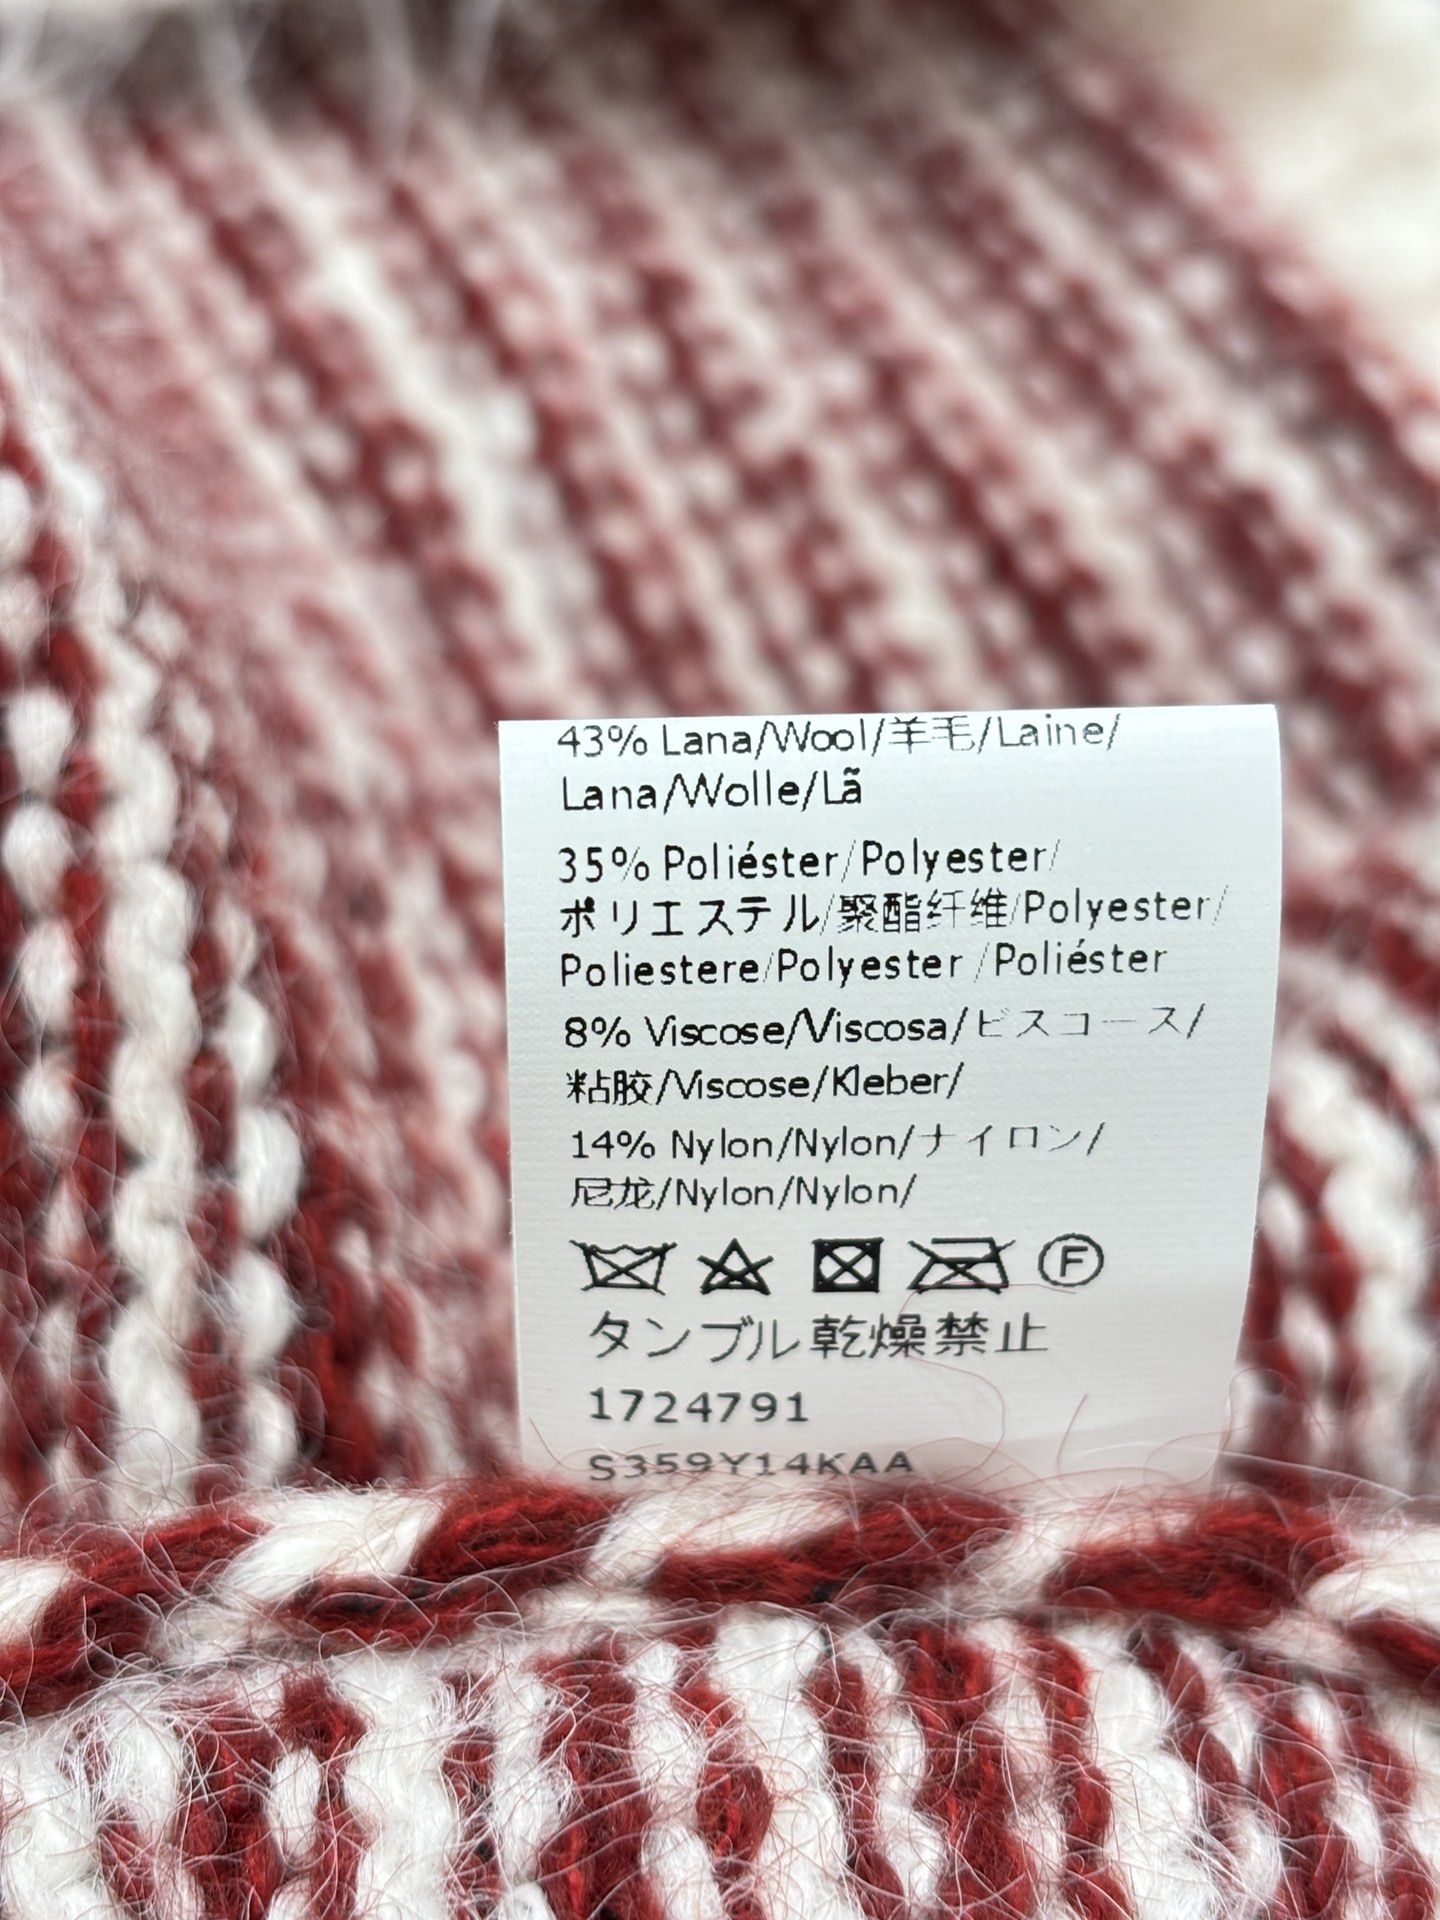 43% Lana/Wool/羊毛/Laine/
Lana/Wolle/Lã
35% Poliéster/Polyester/
ポリエステル/聚酯纤维/Polyester/
Poliestere/Polyester /Poliéster
8% Viscose/Viscosa/ビスコース/
粘胶/Viscose/Kleber/
14% Nylon/Nylon/ナイロン/
尼龙/Nylon/Nylon/
F
タンブル乾燥禁止
1724791
S359Y14KAA